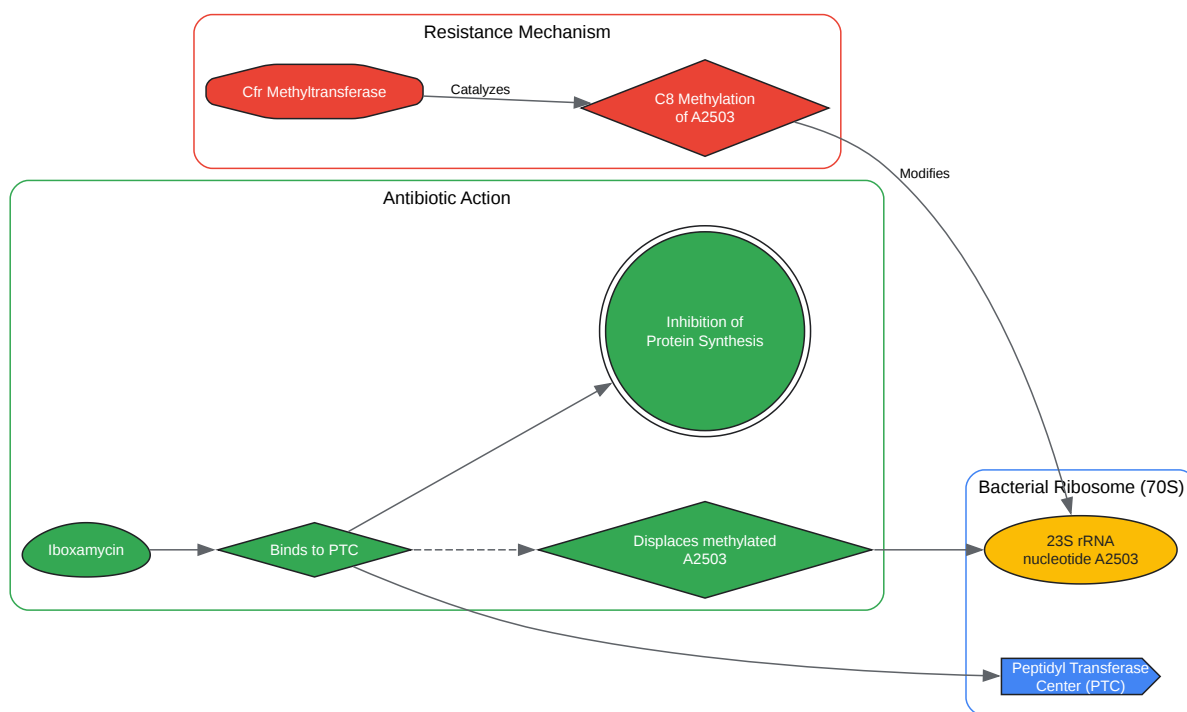 Resistance Mechanism
Cfr Methyltransferase
Catalyzes
C8 Methylation
of A2503
Modifies
Antibiotic Action
Inhibition of
Protein Synthesis
Iboxamycin
Binds to PTC
Displaces methylated
A2503
Bacterial Ribosome (70S)
23S rRNA
nucleotide A2503
Peptidyl Transferase
Center (PTC)